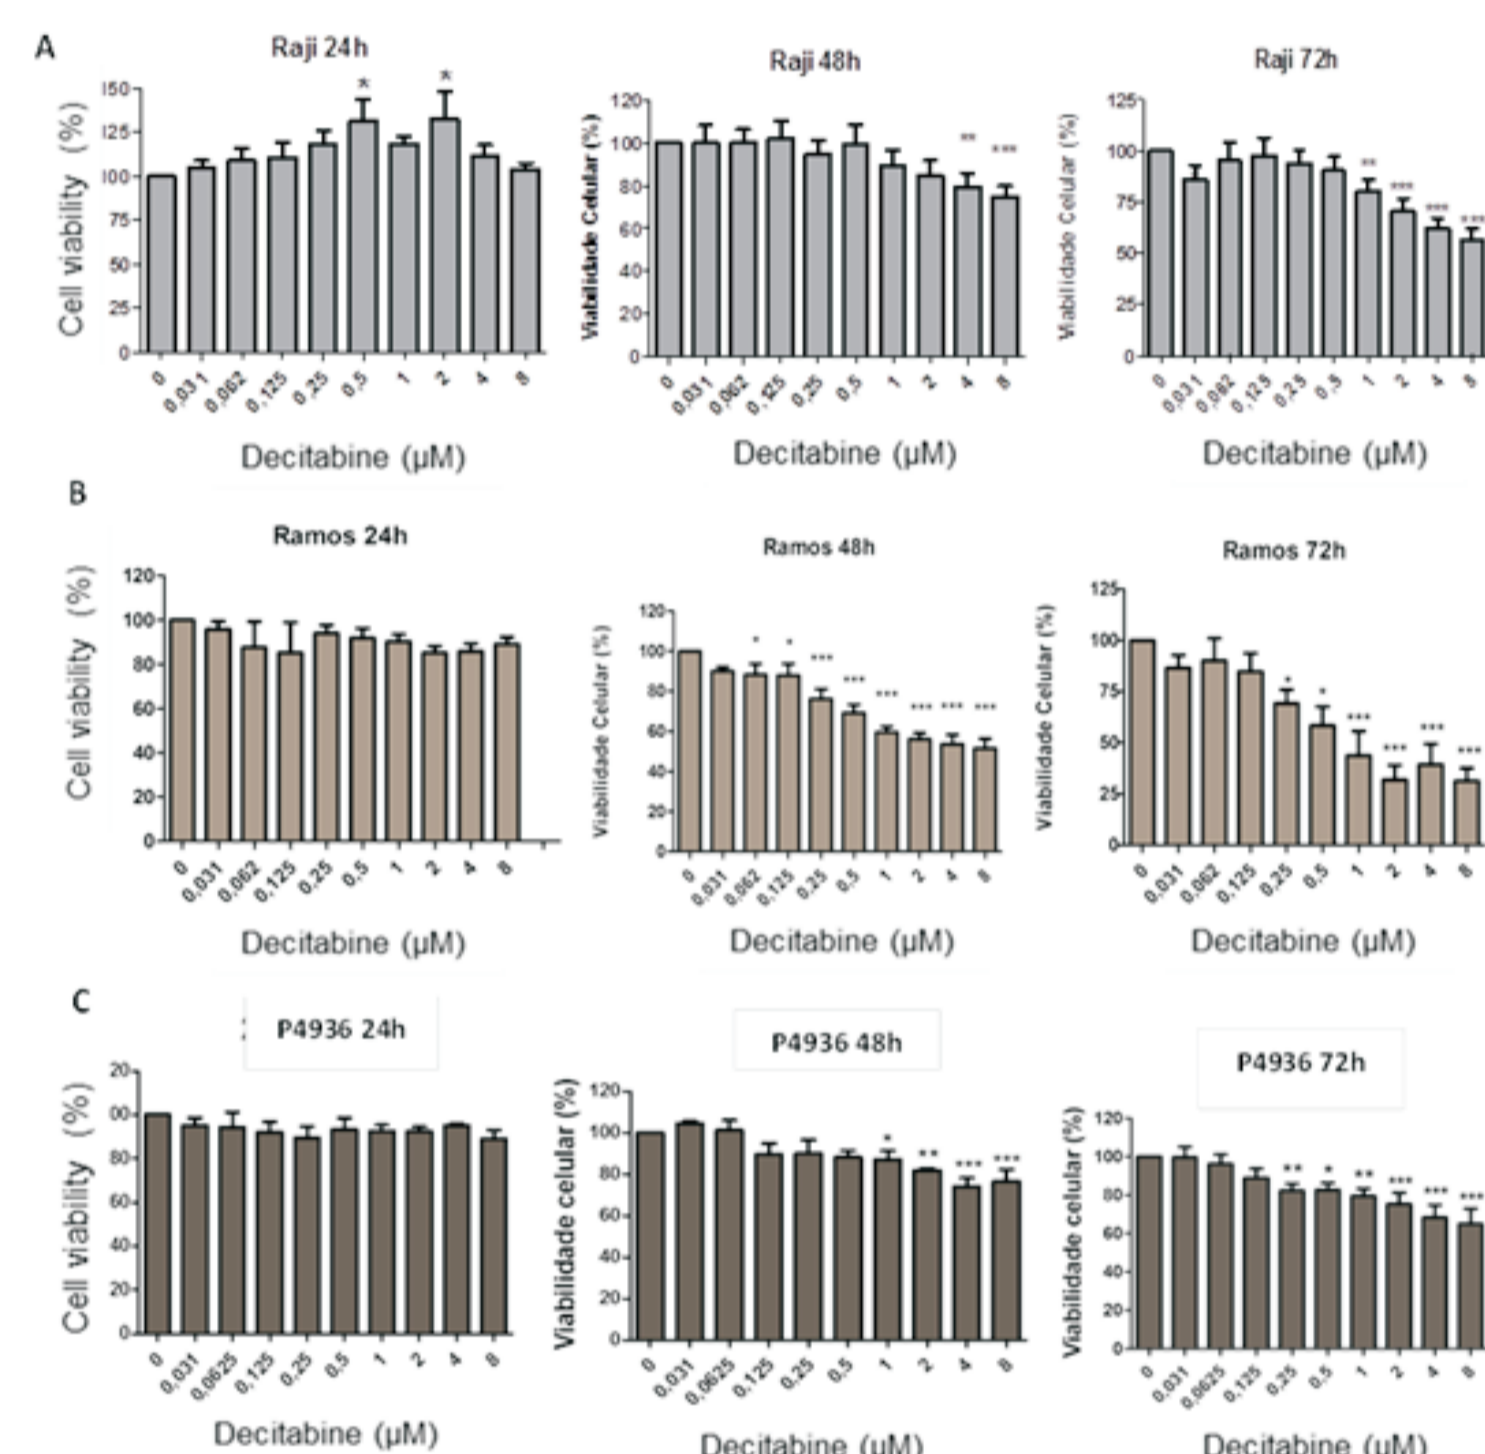 A
Raji 24h
Cell viability (%)
150
125
100
75
50
25
0
0 0,031 0,062 0,125 0,25 0,5 1 2 4 8
* *
Decitabine (µM)
Raji 48h
Viabilidade Celular (%)
120
100
80
60
40
20
0
0 0,031 0,062 0,125 0,25 0,5 1 2 4 8
** ***
Decitabine (µM)
Raji 72h
Viabilidade Celular (%)
125
100
75
50
25
0
0 0,031 0,062 0,125 0,25 0,5 1 2 4 8
** *** *** ***
Decitabine (µM)
B
Ramos 24h
Cell viability (%)
120
100
80
60
40
20
0
0 0,031 0,062 0,125 0,25 0,5 1 2 4 8
Decitabine (µM)
Ramos 48h
Viabilidade Celular (%)
120
100
80
60
40
20
0
0 0,031 0,062 0,125 0,25 0,5 1 2 4 8
* * *** *** *** *** *** ***
Decitabine (µM)
Ramos 72h
Viabilidade Celular (%)
125
100
75
50
25
0
0 0,031 0,062 0,125 0,25 0,5 1 2 4 8
* * *** *** *** ***
Decitabine (µM)
C
P4936 24h
Cell viability (%)
20
00
80
60
40
20
0
0 0,031 0,0625 0,125 0,25 0,5 1 2 4 8
Decitabine (µM)
P4936 48h
Viabilidade celular (%)
120
100
80
60
40
20
0
0 0,031 0,0625 0,125 0,25 0,5 1 2 4 8
* ** *** ***
Decitabine (µM)
P4936 72h
Viabilidade celular (%)
120
100
80
60
40
20
0
0 0,031 0,0625 0,125 0,25 0,5 1 2 4 8
** * ** *** *** ***
Decitabine (µM)